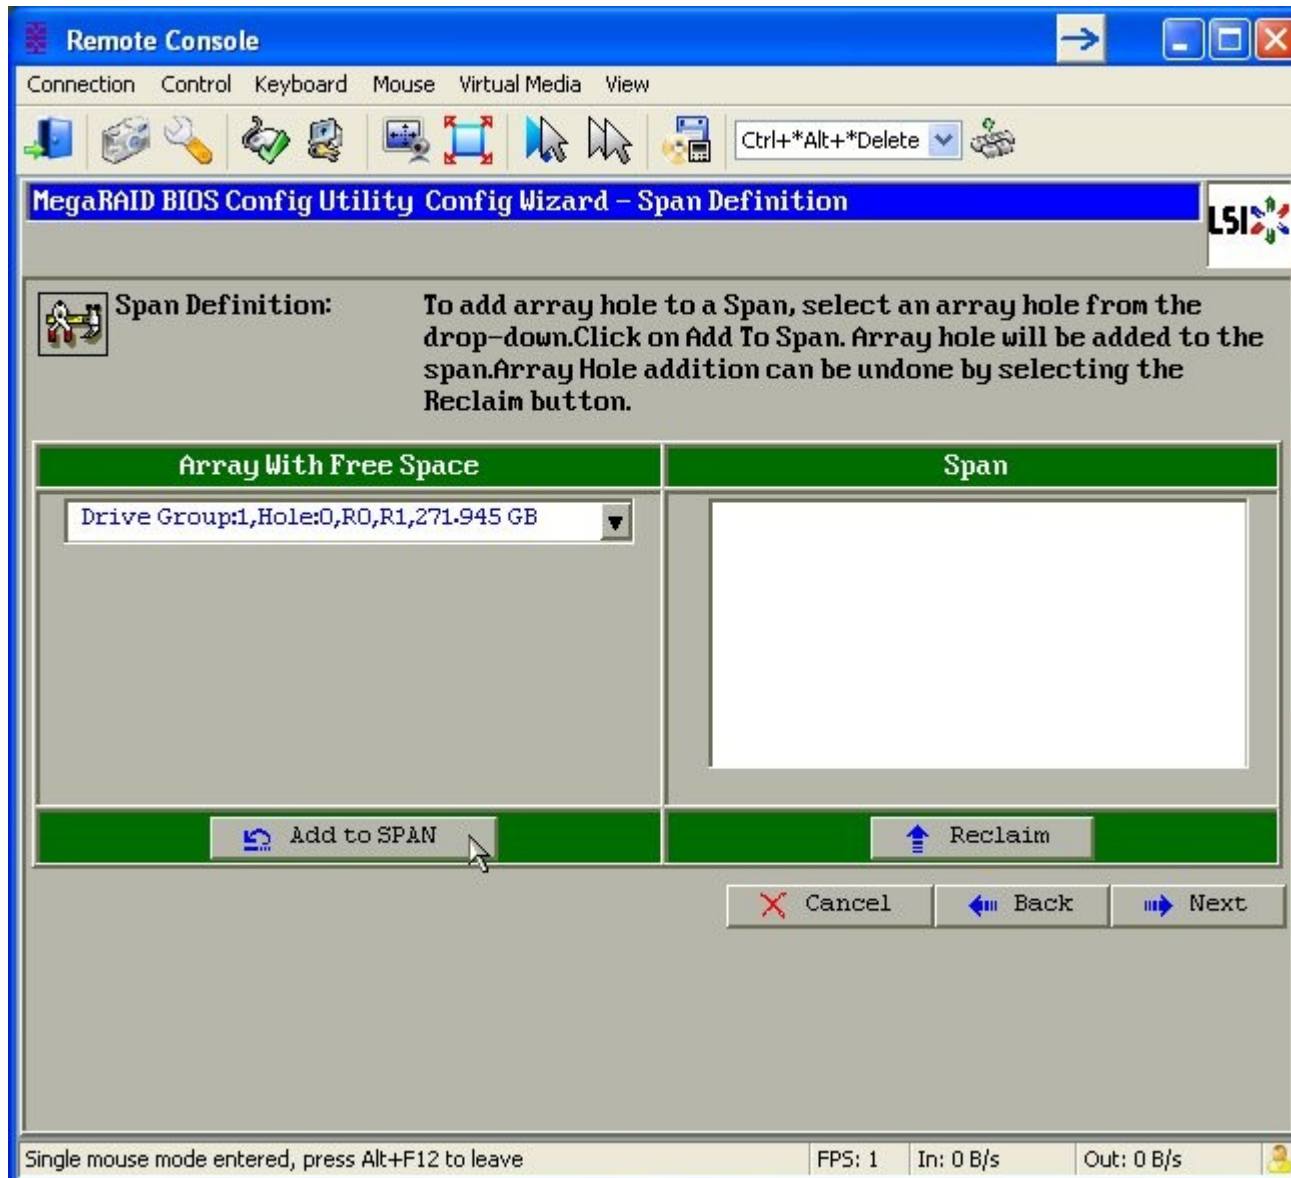 Remote Console
Connection Control Keyboard Mouse Virtual Media View
Ctrl+*Alt+*Delete
MegaRAID BIOS Config Utility Config Wizard – Span Definition
LSI
Span Definition:
To add array hole to a Span, select an array hole from the
drop-down.Click on Add To Span. Array hole will be added to the
span.Array Hole addition can be undone by selecting the
Reclaim button.
Array With Free Space
Span
Drive Group:1,Hole:0,R0,R1,271.945 GB
Add to SPAN
Reclaim
Cancel
Back
Next
Single mouse mode entered, press Alt+F12 to leave
FPS: 1
In: 0 B/s
Out: 0 B/s